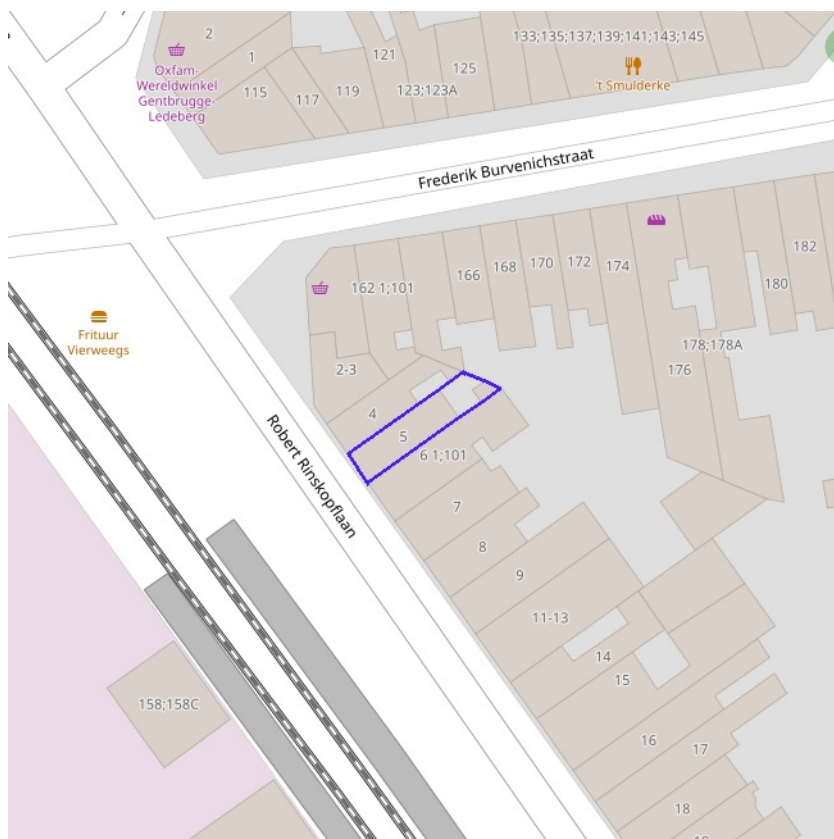 2
1
121
133;135;137;139;141;143;145
Oxfam-
Wereldwinkel
Gentbrugge-
Ledeberg
115
117
119
123;123A
125
't Smulderke
Frederik Burvenichstraat
162 1;101
166
168
170
172
174
180
182
Frituur
Vierweegs
2-3
178;178A
176
4
5
6 1;101
Robert Rinskopflaan
7
8
9
11-13
14
15
158;158C
16
17
18